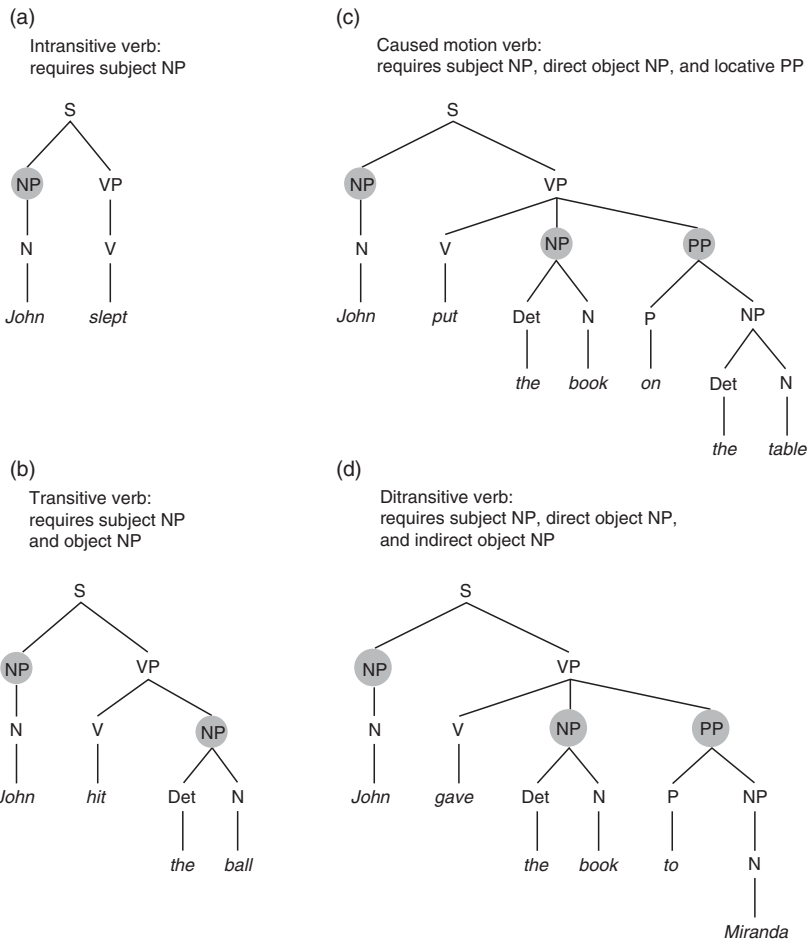 (a)
Intransitive verb:
requires subject NP
S
NP VP
N V
John slept
(c)
Caused motion verb:
requires subject NP, direct object NP, and locative PP
S
NP VP
N V NP PP
John put Det N P NP
the book on Det N
the table
(b)
Transitive verb:
requires subject NP
and object NP
S
NP VP
N V NP
John hit Det N
the ball
(d)
Ditransitive verb:
requires subject NP, direct object NP,
and indirect object NP
S
NP VP
N V NP PP
John gave Det N P NP
the book to N
Miranda